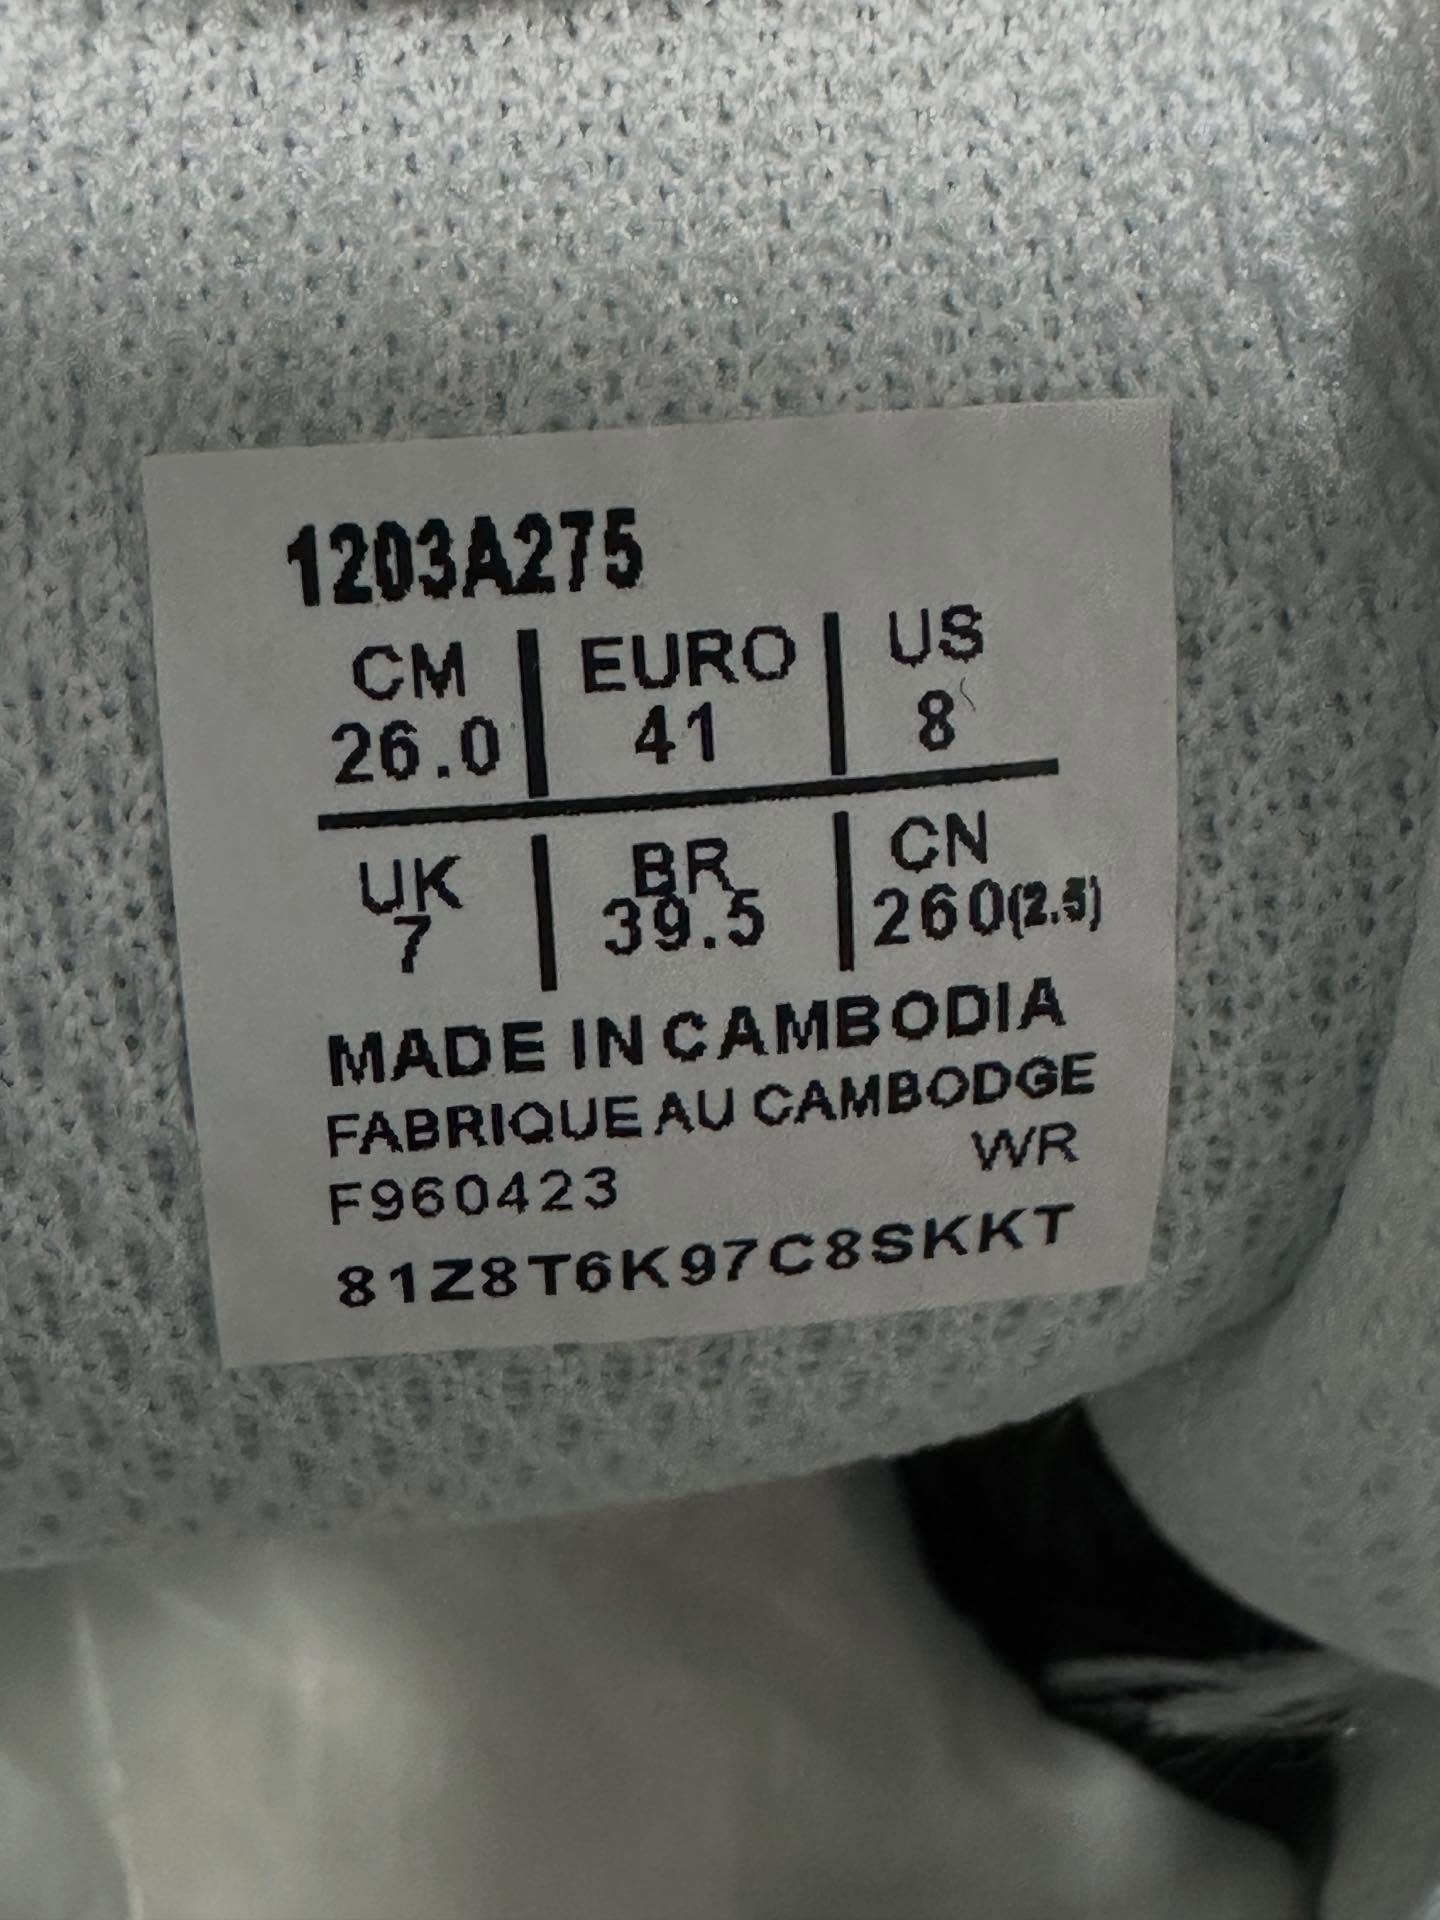 1203A275
CM | EURO | US
26.0 | 41 | 8
UK | BR | CN
7 | 39.5 | 260(2.5)
MADE IN CAMBODIA
FABRIQUE AU CAMBODGE
F960423 WR
81Z8T6K97C8SKKT